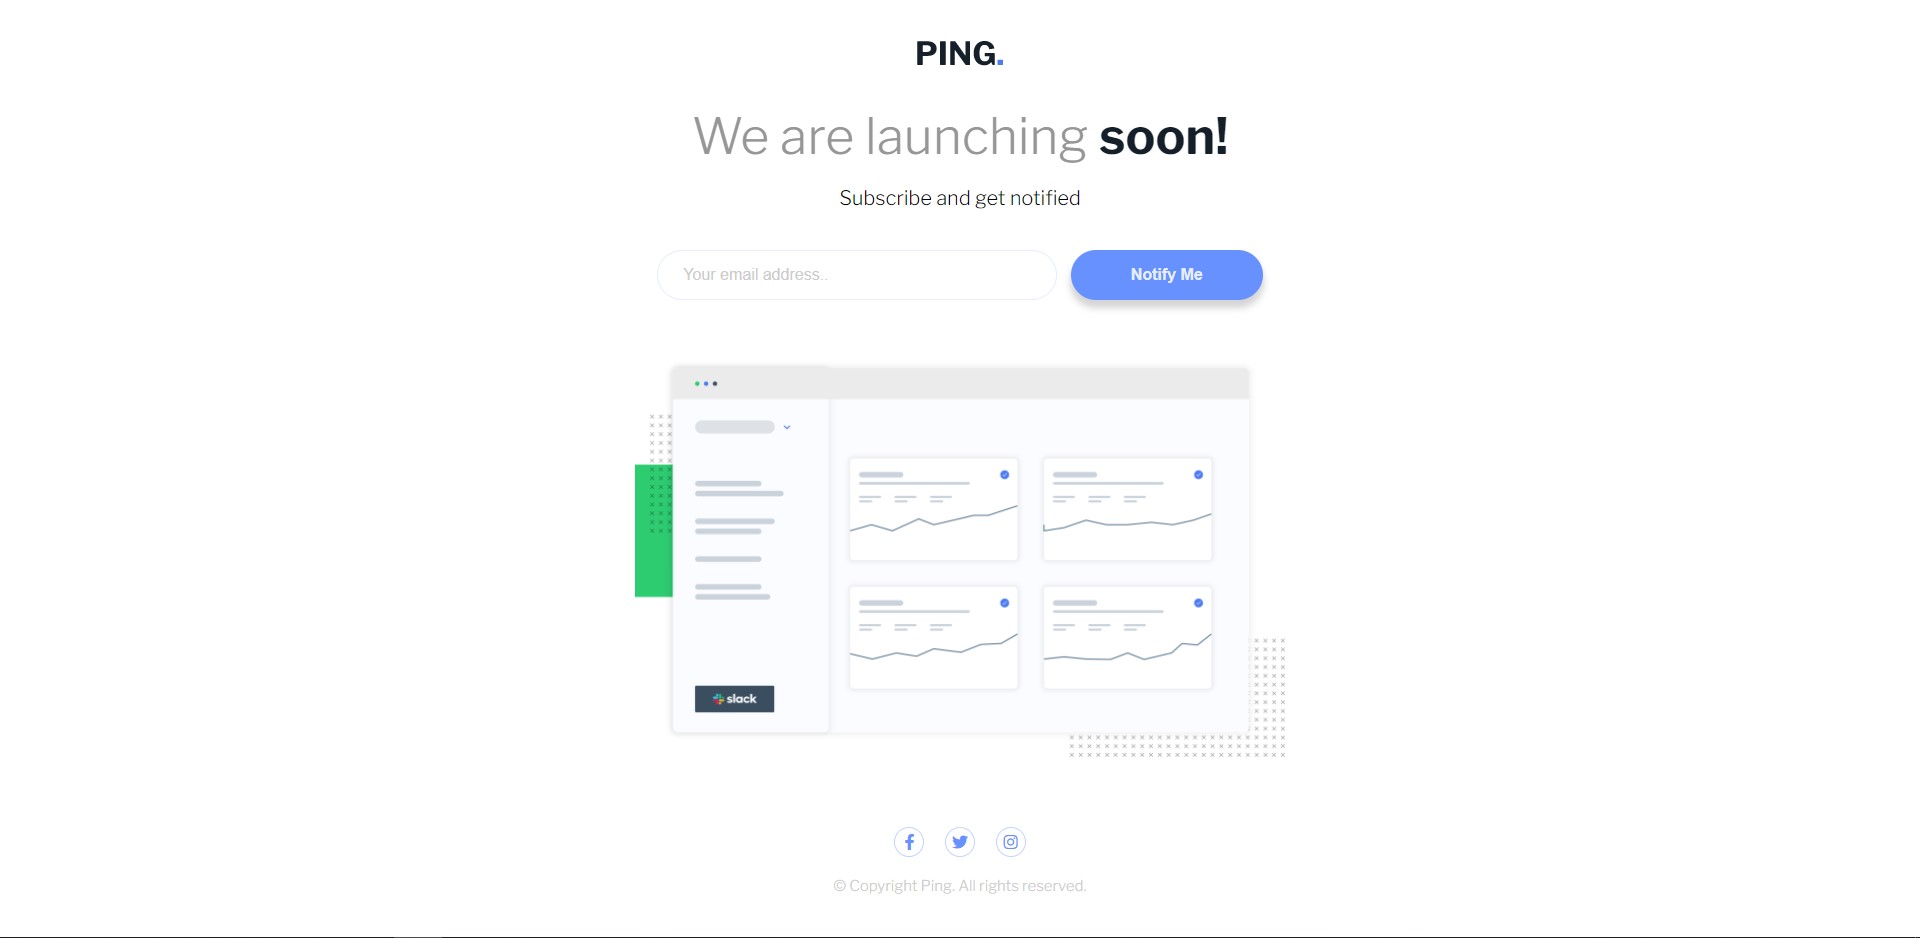 PING.
We are launching soon!
Subscribe and get notified
Your email address..
Notify Me
slack
© Copyright Ping. All rights reserved.